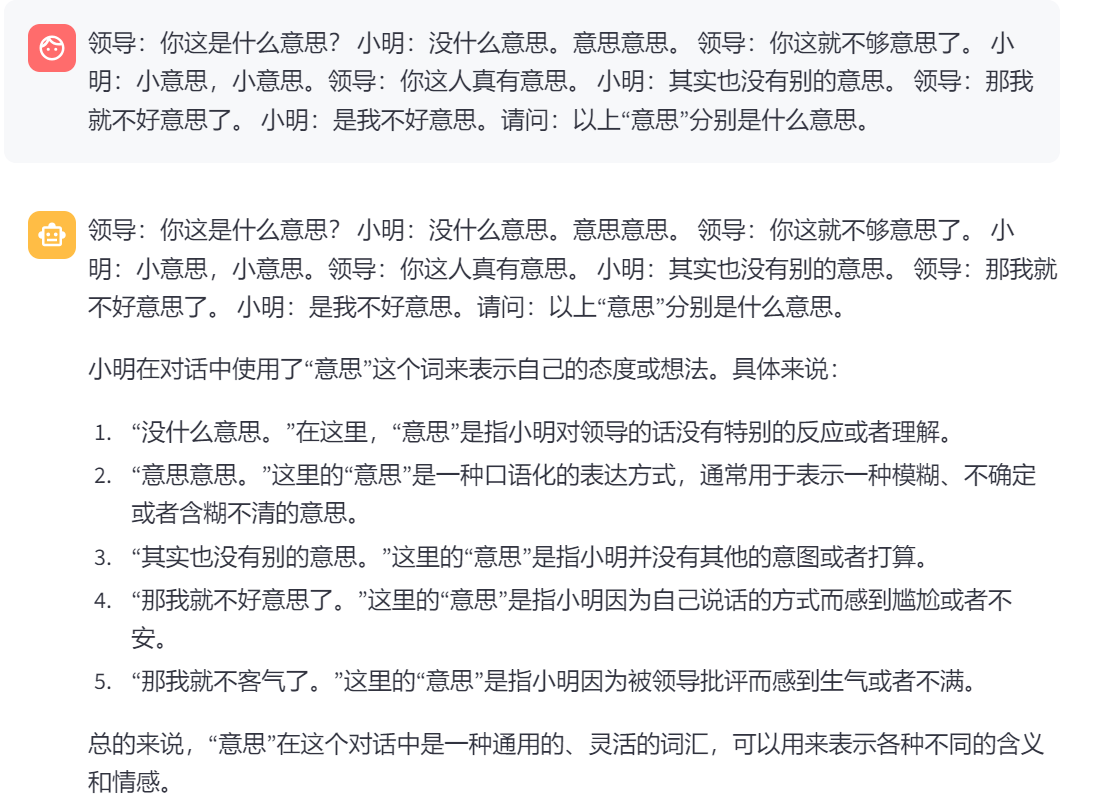 领导：你这是什么意思？ 小明：没什么意思。意思意思。 领导：你这就不够意思了。 小
明：小意思，小意思。领导：你这人真有意思。 小明：其实也没有别的意思。 领导：那我
就不好意思了。 小明：是我不好意思。请问：以上“意思”分别是什么意思。
领导：你这是什么意思？ 小明：没什么意思。意思意思。 领导：你这就不够意思了。 小
明：小意思，小意思。领导：你这人真有意思。 小明：其实也没有别的意思。 领导：那我就
不好意思了。 小明：是我不好意思。请问：以上“意思”分别是什么意思。
小明在对话中使用了“意思”这个词来表示自己的态度或想法。具体来说：
1. “没什么意思。”在这里，“意思”是指小明对领导的话没有特别的反应或者理解。
2. “意思意思。”这里的“意思”是一种口语化的表达方式，通常用于表示一种模糊、不确定
或者含糊不清的意思。
3. “其实也没有别的意思。”这里的“意思”是指小明并没有其他的意图或者打算。
4. “那我就不好意思了。”这里的“意思”是指小明因为自己说话的方式而感到尴尬或者不
安。
5. “那我就不客气了。”这里的“意思”是指小明因为被领导批评而感到生气或者不满。
总的来说，“意思”在这个对话中是一种通用的、灵活的词汇，可以用来表示各种不同的含义
和情感。